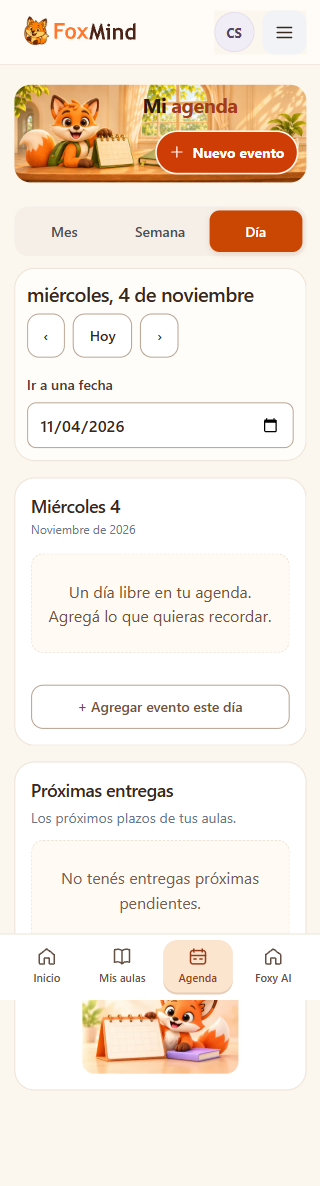 FoxMind
CS
Mi agenda
+ Nuevo evento
Mes
Semana
Día
miércoles, 4 de noviembre
‹
Hoy
›
Ir a una fecha
11/04/2026
Miércoles 4
Noviembre de 2026
Un día libre en tu agenda.
Agregá lo que quieras recordar.
+ Agregar evento este día
Próximas entregas
Los próximos plazos de tus aulas.
No tenés entregas próximas
pendientes.
Inicio
Mis aulas
Agenda
Foxy AI